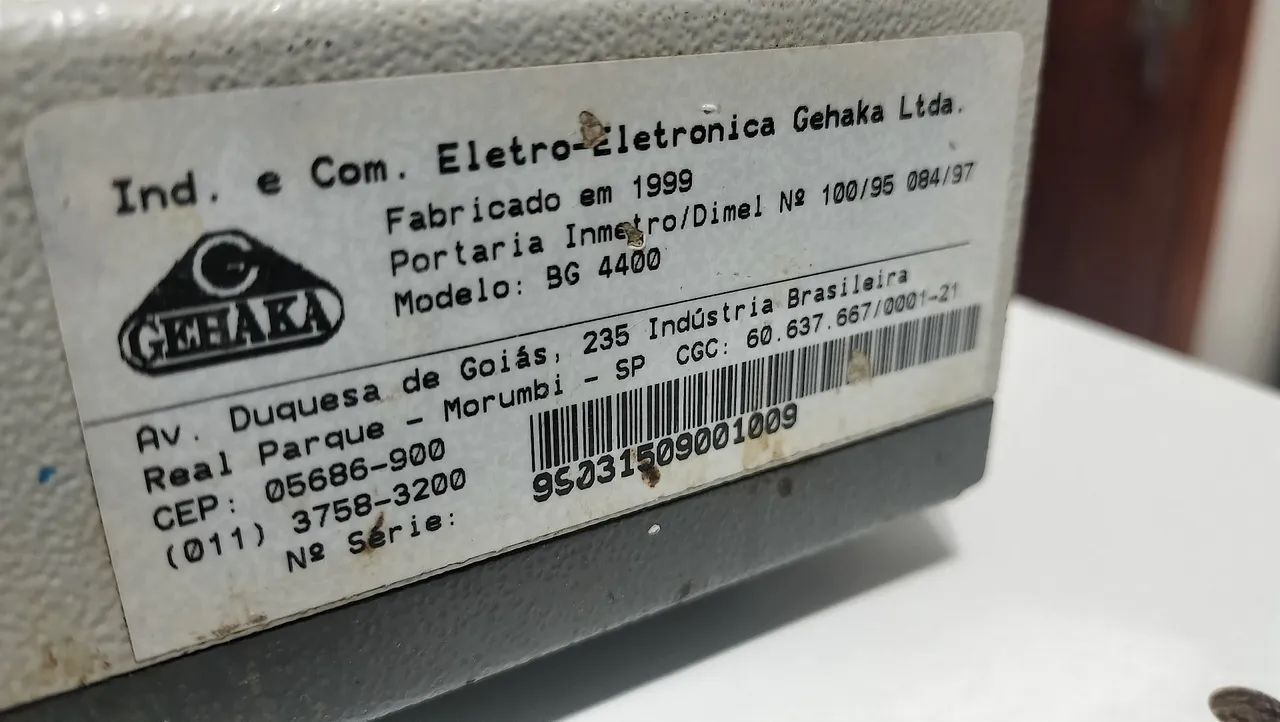 Ind. e Com. Eletro-Eletronica Gehaka Ltda.
Fabricado em 1999
Portaria Inmetro/Dimel Nº 100/95 084/97
Modelo: BG 4400
G
GEHAKA
Av. Duquesa de Goiás, 235 Indústria Brasileira
Real Parque - Morumbi - SP CGC: 60.637.667/0001-21
CEP: 05686-900
(011) 3758-3200
Nº Série:
99031509001009